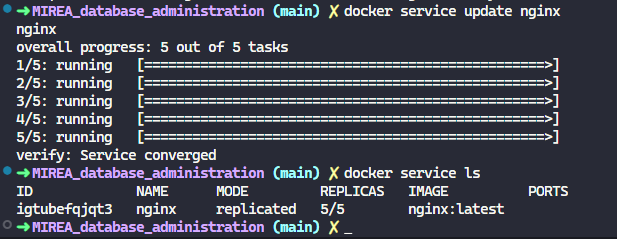 ➜MIREA_database_administration (main) ✗ docker service update nginx
nginx
overall progress: 5 out of 5 tasks
1/5: running   [==================================================>]
2/5: running   [==================================================>]
3/5: running   [==================================================>]
4/5: running   [==================================================>]
5/5: running   [==================================================>]
verify: Service converged
➜MIREA_database_administration (main) ✗ docker service ls
ID             NAME      MODE         REPLICAS   IMAGE          PORTS
igtubefqjqt3   nginx     replicated   5/5        nginx:latest
➜MIREA_database_administration (main) ✗